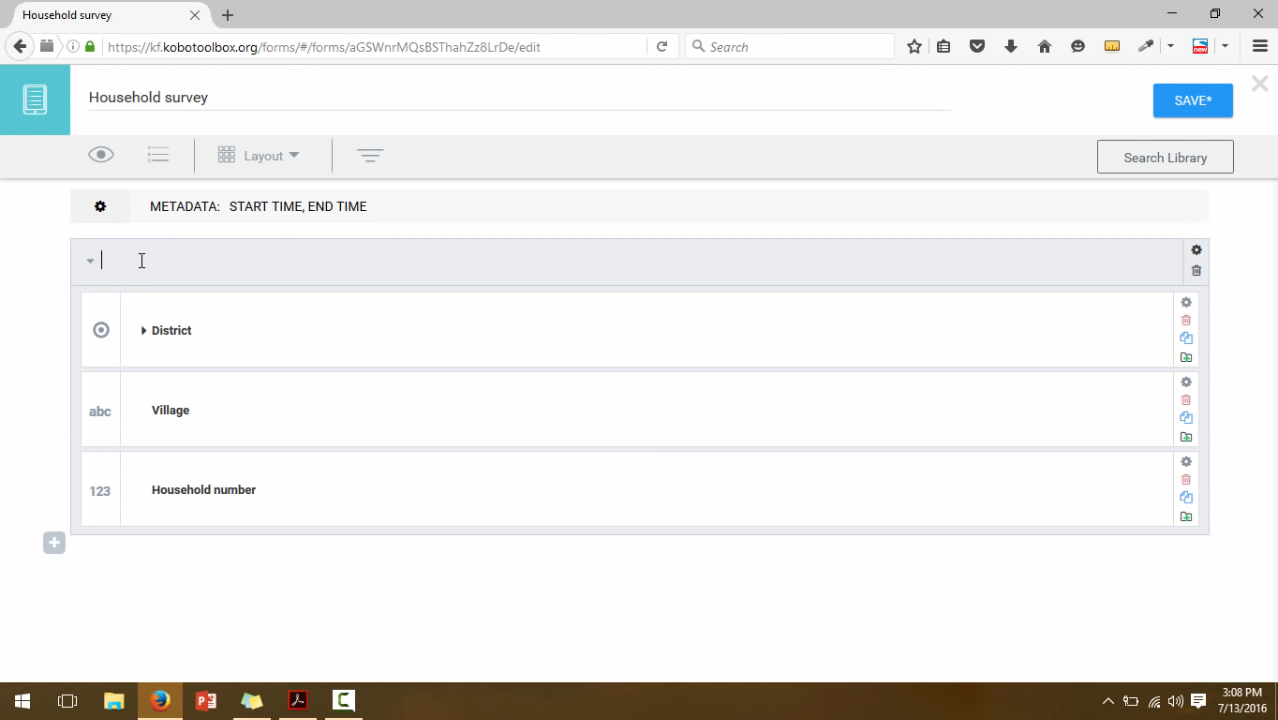 Household survey
https://kf.kobotoolbox.org/forms/#/forms/aGSWnrMQsBSThahZz8LrDe/edit
Search
new
Household survey
SAVE*
Layout
Search Library
METADATA: START TIME, END TIME
District
abc
Village
123
Household number
3:08 PM
7/13/2016